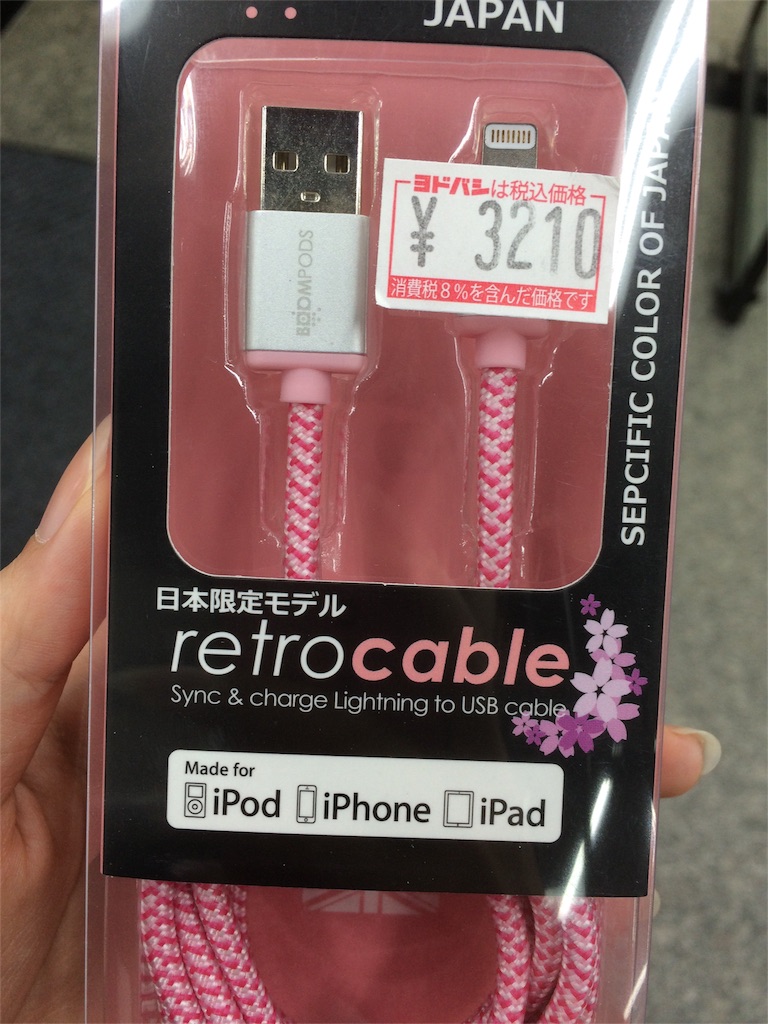 JAPAN
ヨドバシは税込価格
¥ 3210
消費税8%を含んだ価格です
BOOMPODS
SEPCIFIC COLOR OF JAPAN
日本限定モデル
retrocable
Sync & charge Lightning to USB cable
Made for
iPod iPhone iPad